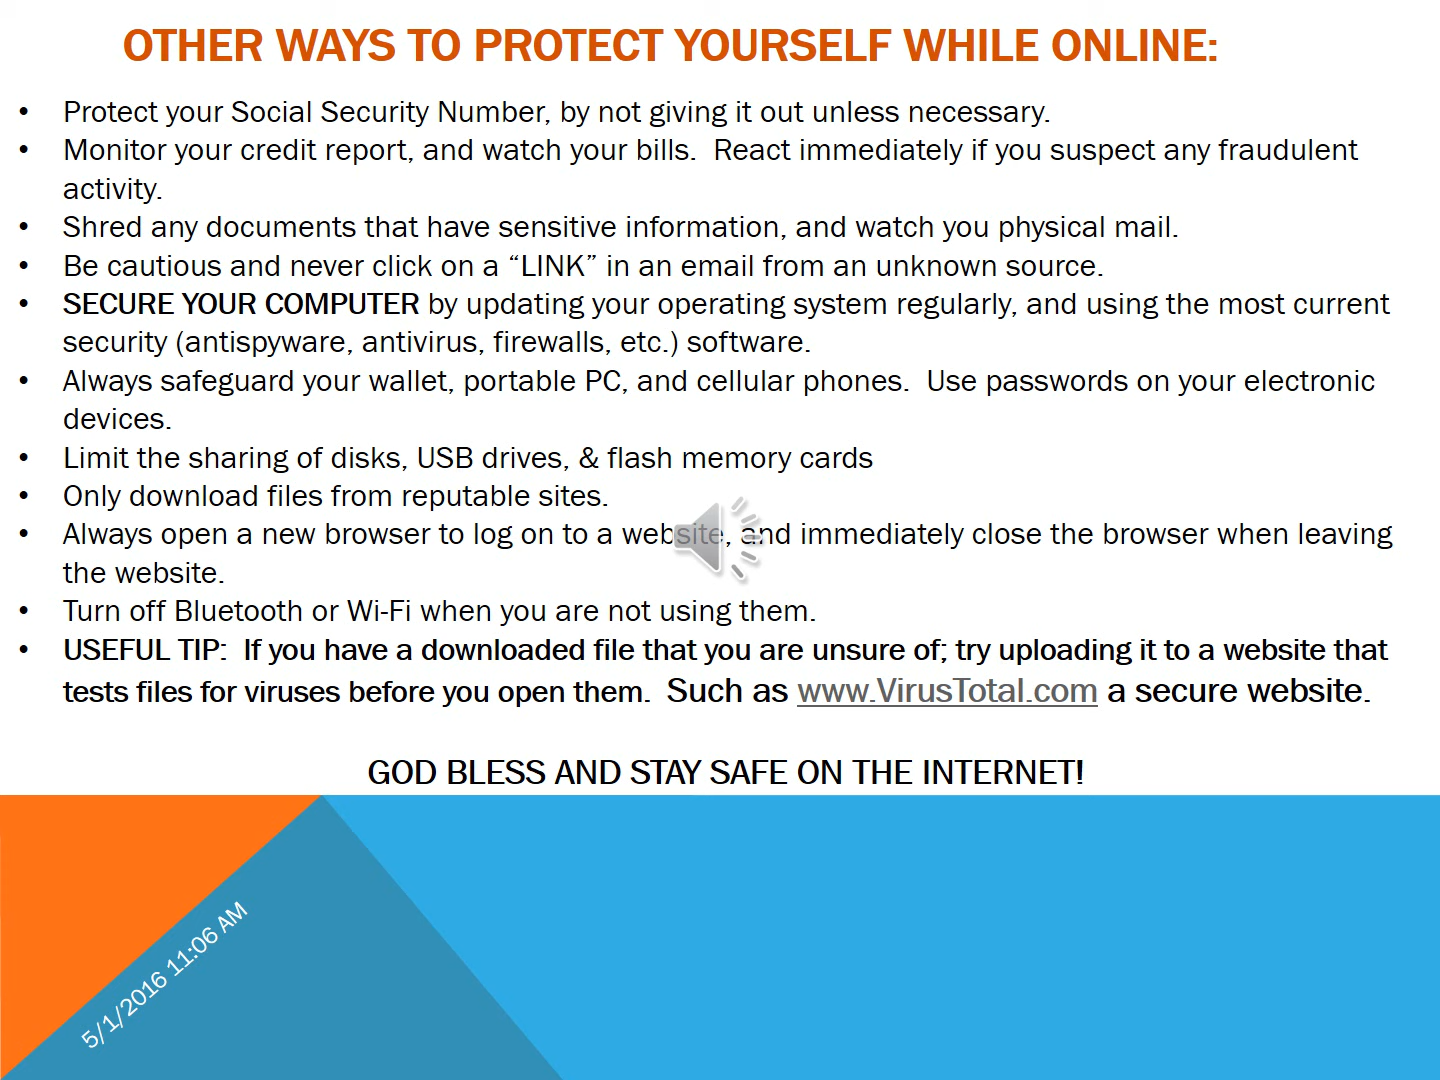 OTHER WAYS TO PROTECT YOURSELF WHILE ONLINE:
• Protect your Social Security Number, by not giving it out unless necessary.
• Monitor your credit report, and watch your bills.  React immediately if you suspect any fraudulent
activity.
• Shred any documents that have sensitive information, and watch you physical mail.
• Be cautious and never click on a “LINK” in an email from an unknown source.
• SECURE YOUR COMPUTER by updating your operating system regularly, and using the most current
security (antispyware, antivirus, firewalls, etc.) software.
• Always safeguard your wallet, portable PC, and cellular phones.  Use passwords on your electronic
devices.
• Limit the sharing of disks, USB drives, & flash memory cards
• Only download files from reputable sites.
• Always open a new browser to log on to a website, and immediately close the browser when leaving
the website.
• Turn off Bluetooth or Wi-Fi when you are not using them.
• USEFUL TIP:  If you have a downloaded file that you are unsure of; try uploading it to a website that
tests files for viruses before you open them.  Such as www.VirusTotal.com a secure website.
GOD BLESS AND STAY SAFE ON THE INTERNET!
5/1/2016 11:06 AM